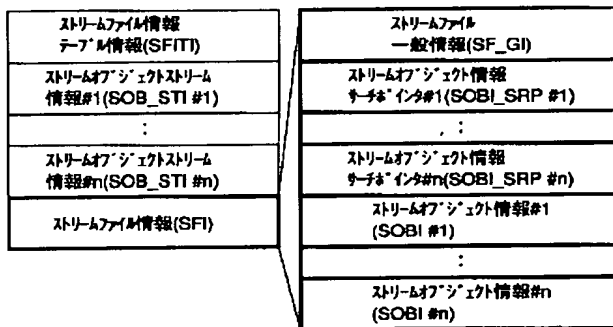 ストリームファイル情報
テーブル情報(SFITI)
ストリームオブジェクトストリーム
情報#1(SOB_STI #1)
:
ストリームオブジェクトストリーム
情報#n(SOB_STI #n)
ストリームファイル情報(SFI)
ストリームファイル
一般情報(SF_GI)
ストリームオブジェクト情報
サーチポインタ#1(SOBI_SRP #1)
:
ストリームオブジェクト情報
サーチポインタ#n(SOBI_SRP #n)
ストリームオブジェクト情報#1
(SOBI #1)
:
ストリームオブジェクト情報#n
(SOBI #n)